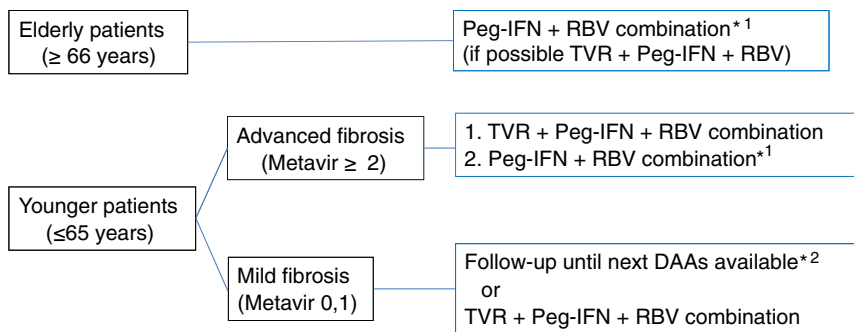 Elderly patients
(≥ 66 years)
Peg-IFN + RBV combination*1
(if possible TVR + Peg-IFN + RBV)
Younger patients
(≤65 years)
Advanced fibrosis
(Metavir ≥ 2)
1. TVR + Peg-IFN + RBV combination
2. Peg-IFN + RBV combination*1
Mild fibrosis
(Metavir 0,1)
Follow-up until next DAAs available*2
or
TVR + Peg-IFN + RBV combination